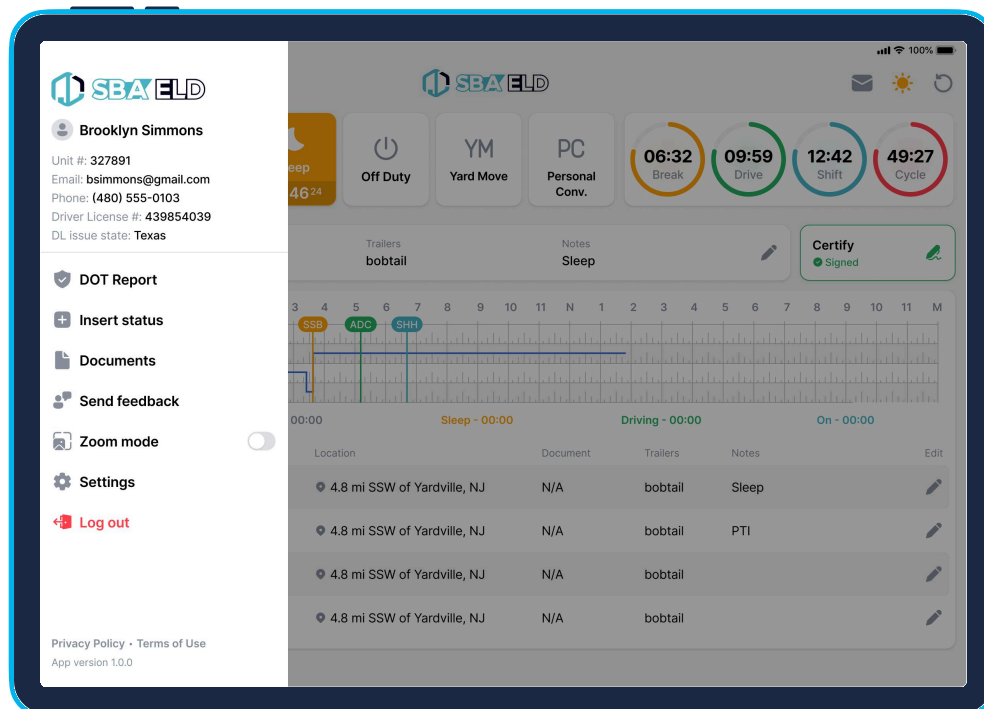 100%
SBA ELD
SBA ELD
Brooklyn Simmons
Unit #: 327891
Email: bsimmons@gmail.com
Phone: (480) 555-0103
Driver License #: 439854039
DL issue state: Texas
DOT Report
Insert status
Documents
Send feedback
Zoom mode
Settings
Log out
Privacy Policy • Terms of Use
App version 1.0.0
46 24
Off Duty
YM
Yard Move
PC
Personal
Conv.
06:32
Break
09:59
Drive
12:42
Shift
49:27
Cycle
Trailers
bobtail
Notes
Sleep
Certify
Signed
3 4 5 6 7 8 9 10 11 N 1 2 3 4 5 6 7 8 9 10 11 M
SSB ADC SHH
00:00 Sleep - 00:00 Driving - 00:00 On - 00:00
Location Document Trailers Notes Edit
4.8 mi SSW of Yardville, NJ N/A bobtail Sleep
4.8 mi SSW of Yardville, NJ N/A bobtail PTI
4.8 mi SSW of Yardville, NJ N/A bobtail
4.8 mi SSW of Yardville, NJ N/A bobtail